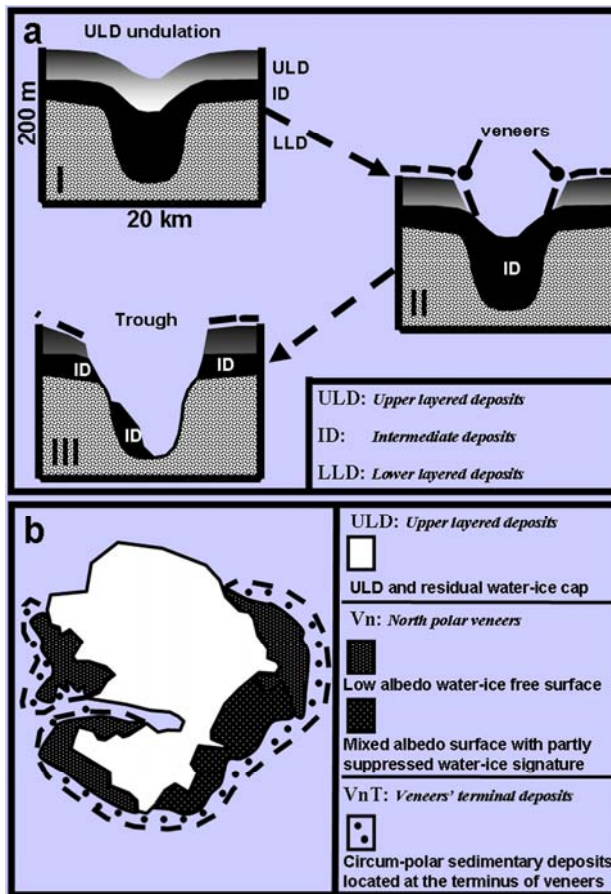 a
ULD undulation
ULD
ID
LLD
200 m
I
20 km
veneers
ID
II
Trough
ID
ID
ID
III
ULD: Upper layered deposits
ID: Intermediate deposits
LLD: Lower layered deposits
b
ULD: Upper layered deposits
ULD and residual water-ice cap
Vn: North polar veneers
Low albedo water-ice free surface
Mixed albedo surface with partly
suppressed water-ice signature
VnT: Veneers' terminal deposits
Circum-polar sedimentary deposits
located at the terminus of veneers